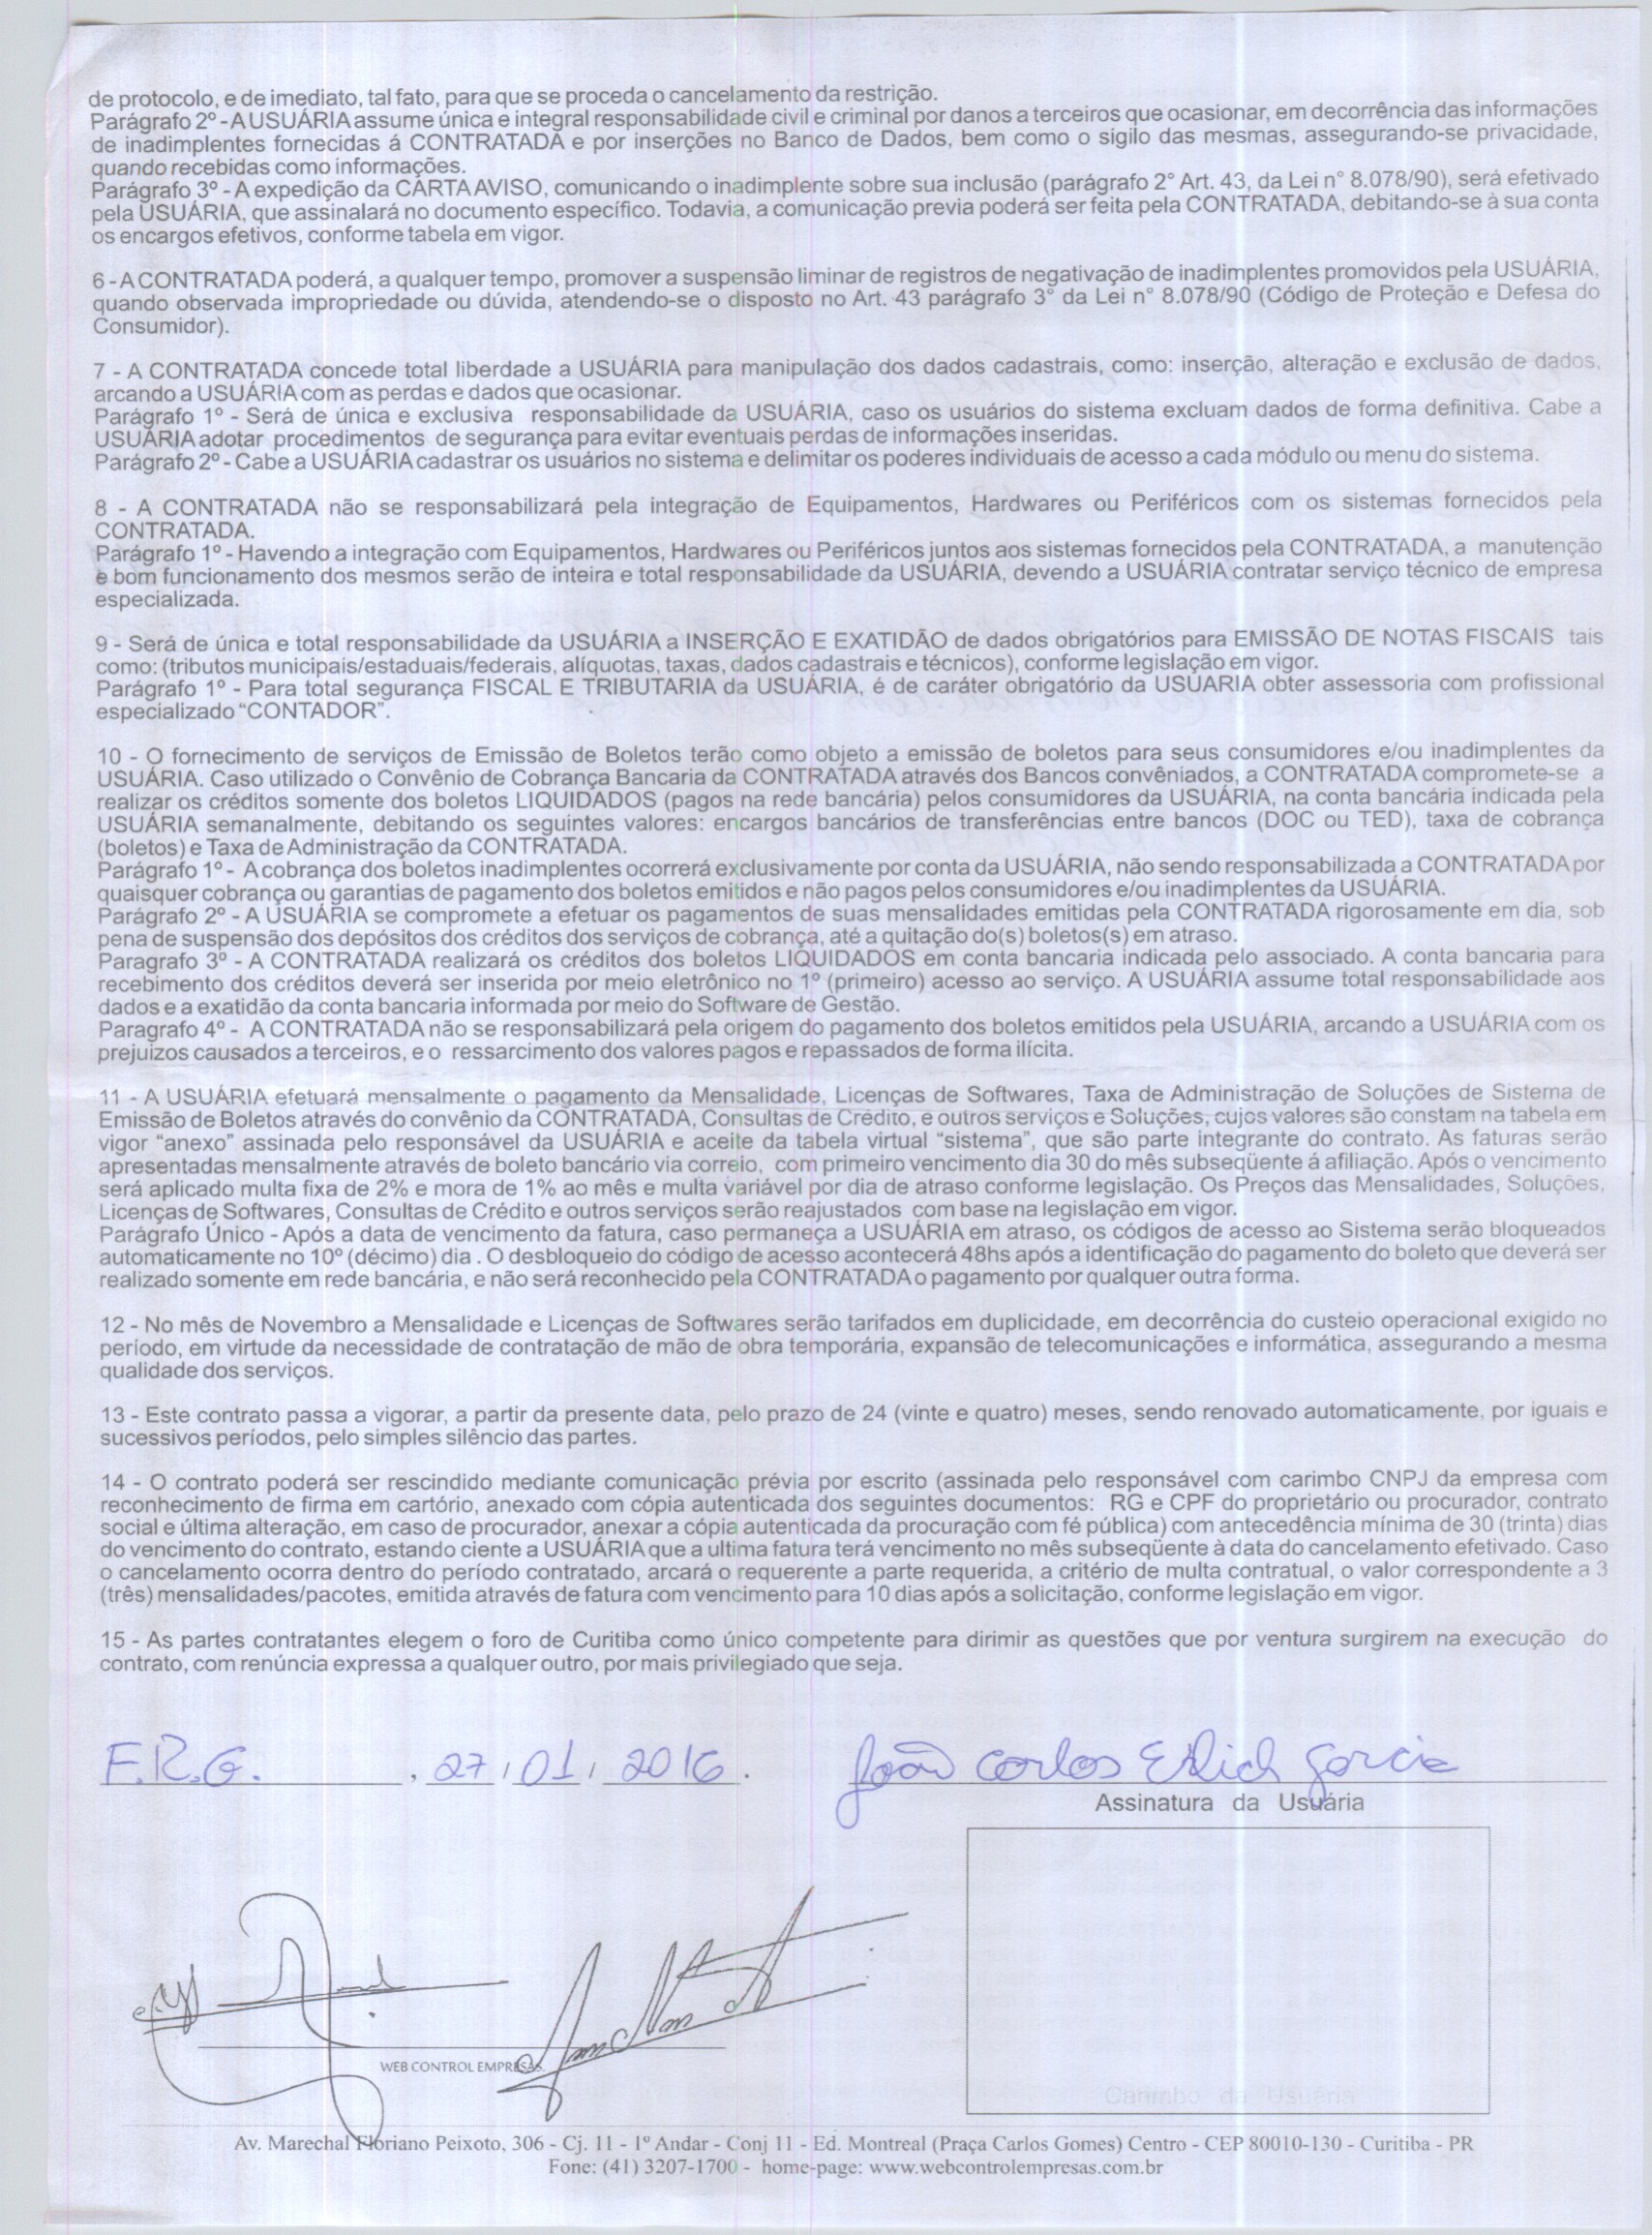 de protocolo, e de imediato, tal fato, para que se proceda o cancelamento da restrição.
Parágrafo 2º - A USUÁRIA assume única e integral responsabilidade civil e criminal por danos a terceiros que ocasionar, em decorrência das informações
de inadimplentes fornecidas á CONTRATADA e por inserções no Banco de Dados, bem como o sigilo das mesmas, assegurando-se privacidade,
quando recebidas como informações.
Parágrafo 3º - A expedição da CARTA AVISO, comunicando o inadimplente sobre sua inclusão (parágrafo 2° Art. 43, da Lei n° 8.078/90), será efetivado
pela USUÁRIA, que assinalará no documento específico. Todavia, a comunicação previa poderá ser feita pela CONTRATADA, debitando-se à sua conta
os encargos efetivos, conforme tabela em vigor.
6 - A CONTRATADA poderá, a qualquer tempo, promover a suspensão liminar de registros de negativação de inadimplentes promovidos pela USUÁRIA,
quando observada impropriedade ou dúvida, atendendo-se o disposto no Art. 43 parágrafo 3° da Lei n° 8.078/90 (Código de Proteção e Defesa do
Consumidor).
7 - A CONTRATADA concede total liberdade a USUÁRIA para manipulação dos dados cadastrais, como: inserção, alteração e exclusão de dados,
arcando a USUÁRIA com as perdas e dados que ocasionar.
Parágrafo 1º - Será de única e exclusiva responsabilidade da USUÁRIA, caso os usuários do sistema excluam dados de forma definitiva. Cabe a
USUÁRIA adotar procedimentos de segurança para evitar eventuais perdas de informações inseridas.
Parágrafo 2º - Cabe a USUÁRIA cadastrar os usuários no sistema e delimitar os poderes individuais de acesso a cada módulo ou menu do sistema.
8 - A CONTRATADA não se responsabilizará pela integração de Equipamentos, Hardwares ou Periféricos com os sistemas fornecidos pela
CONTRATADA.
Parágrafo 1º - Havendo a integração com Equipamentos, Hardwares ou Periféricos juntos aos sistemas fornecidos pela CONTRATADA, a manutenção
e bom funcionamento dos mesmos serão de inteira e total responsabilidade da USUÁRIA, devendo a USUÁRIA contratar serviço técnico de empresa
especializada.
9 - Será de única e total responsabilidade da USUÁRIA a INSERÇÃO E EXATIDÃO de dados obrigatórios para EMISSÃO DE NOTAS FISCAIS tais
como: (tributos municipais/estaduais/federais, alíquotas, taxas, dados cadastrais e técnicos), conforme legislação em vigor.
Parágrafo 1º - Para total segurança FISCAL E TRIBUTARIA da USUÁRIA, é de caráter obrigatório da USUARIA obter assessoria com profissional
especializado “CONTADOR”.
10 - O fornecimento de serviços de Emissão de Boletos terão como objeto a emissão de boletos para seus consumidores e/ou inadimplentes da
USUÁRIA. Caso utilizado o Convênio de Cobrança Bancaria da CONTRATADA através dos Bancos convêniados, a CONTRATADA compromete-se a
realizar os créditos somente dos boletos LIQUIDADOS (pagos na rede bancária) pelos consumidores da USUÁRIA, na conta bancária indicada pela
USUÁRIA semanalmente, debitando os seguintes valores: encargos bancários de transferências entre bancos (DOC ou TED), taxa de cobrança
(boletos) e Taxa de Administração da CONTRATADA.
Parágrafo 1º - A cobrança dos boletos inadimplentes ocorrerá exclusivamente por conta da USUÁRIA, não sendo responsabilizada a CONTRATADA por
quaisquer cobrança ou garantias de pagamento dos boletos emitidos e não pagos pelos consumidores e/ou inadimplentes da USUÁRIA.
Parágrafo 2º - A USUÁRIA se compromete a efetuar os pagamentos de suas mensalidades emitidas pela CONTRATADA rigorosamente em dia, sob
pena de suspensão dos depósitos dos créditos dos serviços de cobrança, até a quitação do(s) boletos(s) em atraso.
Paragrafo 3º - A CONTRATADA realizará os créditos dos boletos LIQUIDADOS em conta bancaria indicada pelo associado. A conta bancaria para
recebimento dos créditos deverá ser inserida por meio eletrônico no 1º (primeiro) acesso ao serviço. A USUÁRIA assume total responsabilidade aos
dados e a exatidão da conta bancaria informada por meio do Software de Gestão.
Paragrafo 4º - A CONTRATADA não se responsabilizará pela origem do pagamento dos boletos emitidos pela USUÁRIA, arcando a USUÁRIA com os
prejuizos causados a terceiros, e o ressarcimento dos valores pagos e repassados de forma ilícita.
11 - A USUÁRIA efetuará mensalmente o pagamento da Mensalidade, Licenças de Softwares, Taxa de Administração de Soluções de Sistema de
Emissão de Boletos através do convênio da CONTRATADA, Consultas de Crédito, e outros serviços e Soluções, cujos valores são constam na tabela em
vigor “anexo” assinada pelo responsável da USUÁRIA e aceite da tabela virtual “sistema”, que são parte integrante do contrato. As faturas serão
apresentadas mensalmente através de boleto bancário via correio, com primeiro vencimento dia 30 do mês subseqüente á afiliação. Após o vencimento
será aplicado multa fixa de 2% e mora de 1% ao mês e multa variável por dia de atraso conforme legislação. Os Preços das Mensalidades, Soluções,
Licenças de Softwares, Consultas de Crédito e outros serviços serão reajustados com base na legislação em vigor.
Parágrafo Único - Após a data de vencimento da fatura, caso permaneça a USUÁRIA em atraso, os códigos de acesso ao Sistema serão bloqueados
automaticamente no 10º (décimo) dia . O desbloqueio do código de acesso acontecerá 48hs após a identificação do pagamento do boleto que deverá ser
realizado somente em rede bancária, e não será reconhecido pela CONTRATADA o pagamento por qualquer outra forma.
12 - No mês de Novembro a Mensalidade e Licenças de Softwares serão tarifados em duplicidade, em decorrência do custeio operacional exigido no
período, em virtude da necessidade de contratação de mão de obra temporária, expansão de telecomunicações e informática, assegurando a mesma
qualidade dos serviços.
13 - Este contrato passa a vigorar, a partir da presente data, pelo prazo de 24 (vinte e quatro) meses, sendo renovado automaticamente, por iguais e
sucessivos períodos, pelo simples silêncio das partes.
14 - O contrato poderá ser rescindido mediante comunicação prévia por escrito (assinada pelo responsável com carimbo CNPJ da empresa com
reconhecimento de firma em cartório, anexado com cópia autenticada dos seguintes documentos: RG e CPF do proprietário ou procurador, contrato
social e última alteração, em caso de procurador, anexar a cópia autenticada da procuração com fé pública) com antecedência mínima de 30 (trinta) dias
do vencimento do contrato, estando ciente a USUÁRIA que a ultima fatura terá vencimento no mês subseqüente à data do cancelamento efetivado. Caso
o cancelamento ocorra dentro do período contratado, arcará o requerente a parte requerida, a critério de multa contratual, o valor correspondente a 3
(três) mensalidades/pacotes, emitida através de fatura com vencimento para 10 dias após a solicitação, conforme legislação em vigor.
15 - As partes contratantes elegem o foro de Curitiba como único competente para dirimir as questões que por ventura surgirem na execução do
contrato, com renúncia expressa a qualquer outro, por mais privilegiado que seja.
F.R.G. , 27 / 01 / 2016 . João Carlos Garcia
Assinatura da Usuária
WEB CONTROL EMPRESAS
Carimbo da Usuária
Av. Marechal Floriano Peixoto, 306 - Cj. 11 - 1º Andar - Conj 11 - Ed. Montreal (Praça Carlos Gomes) Centro - CEP 80010-130 - Curitiba - PR
Fone: (41) 3207-1700 - home-page: www.webcontrolempresas.com.br